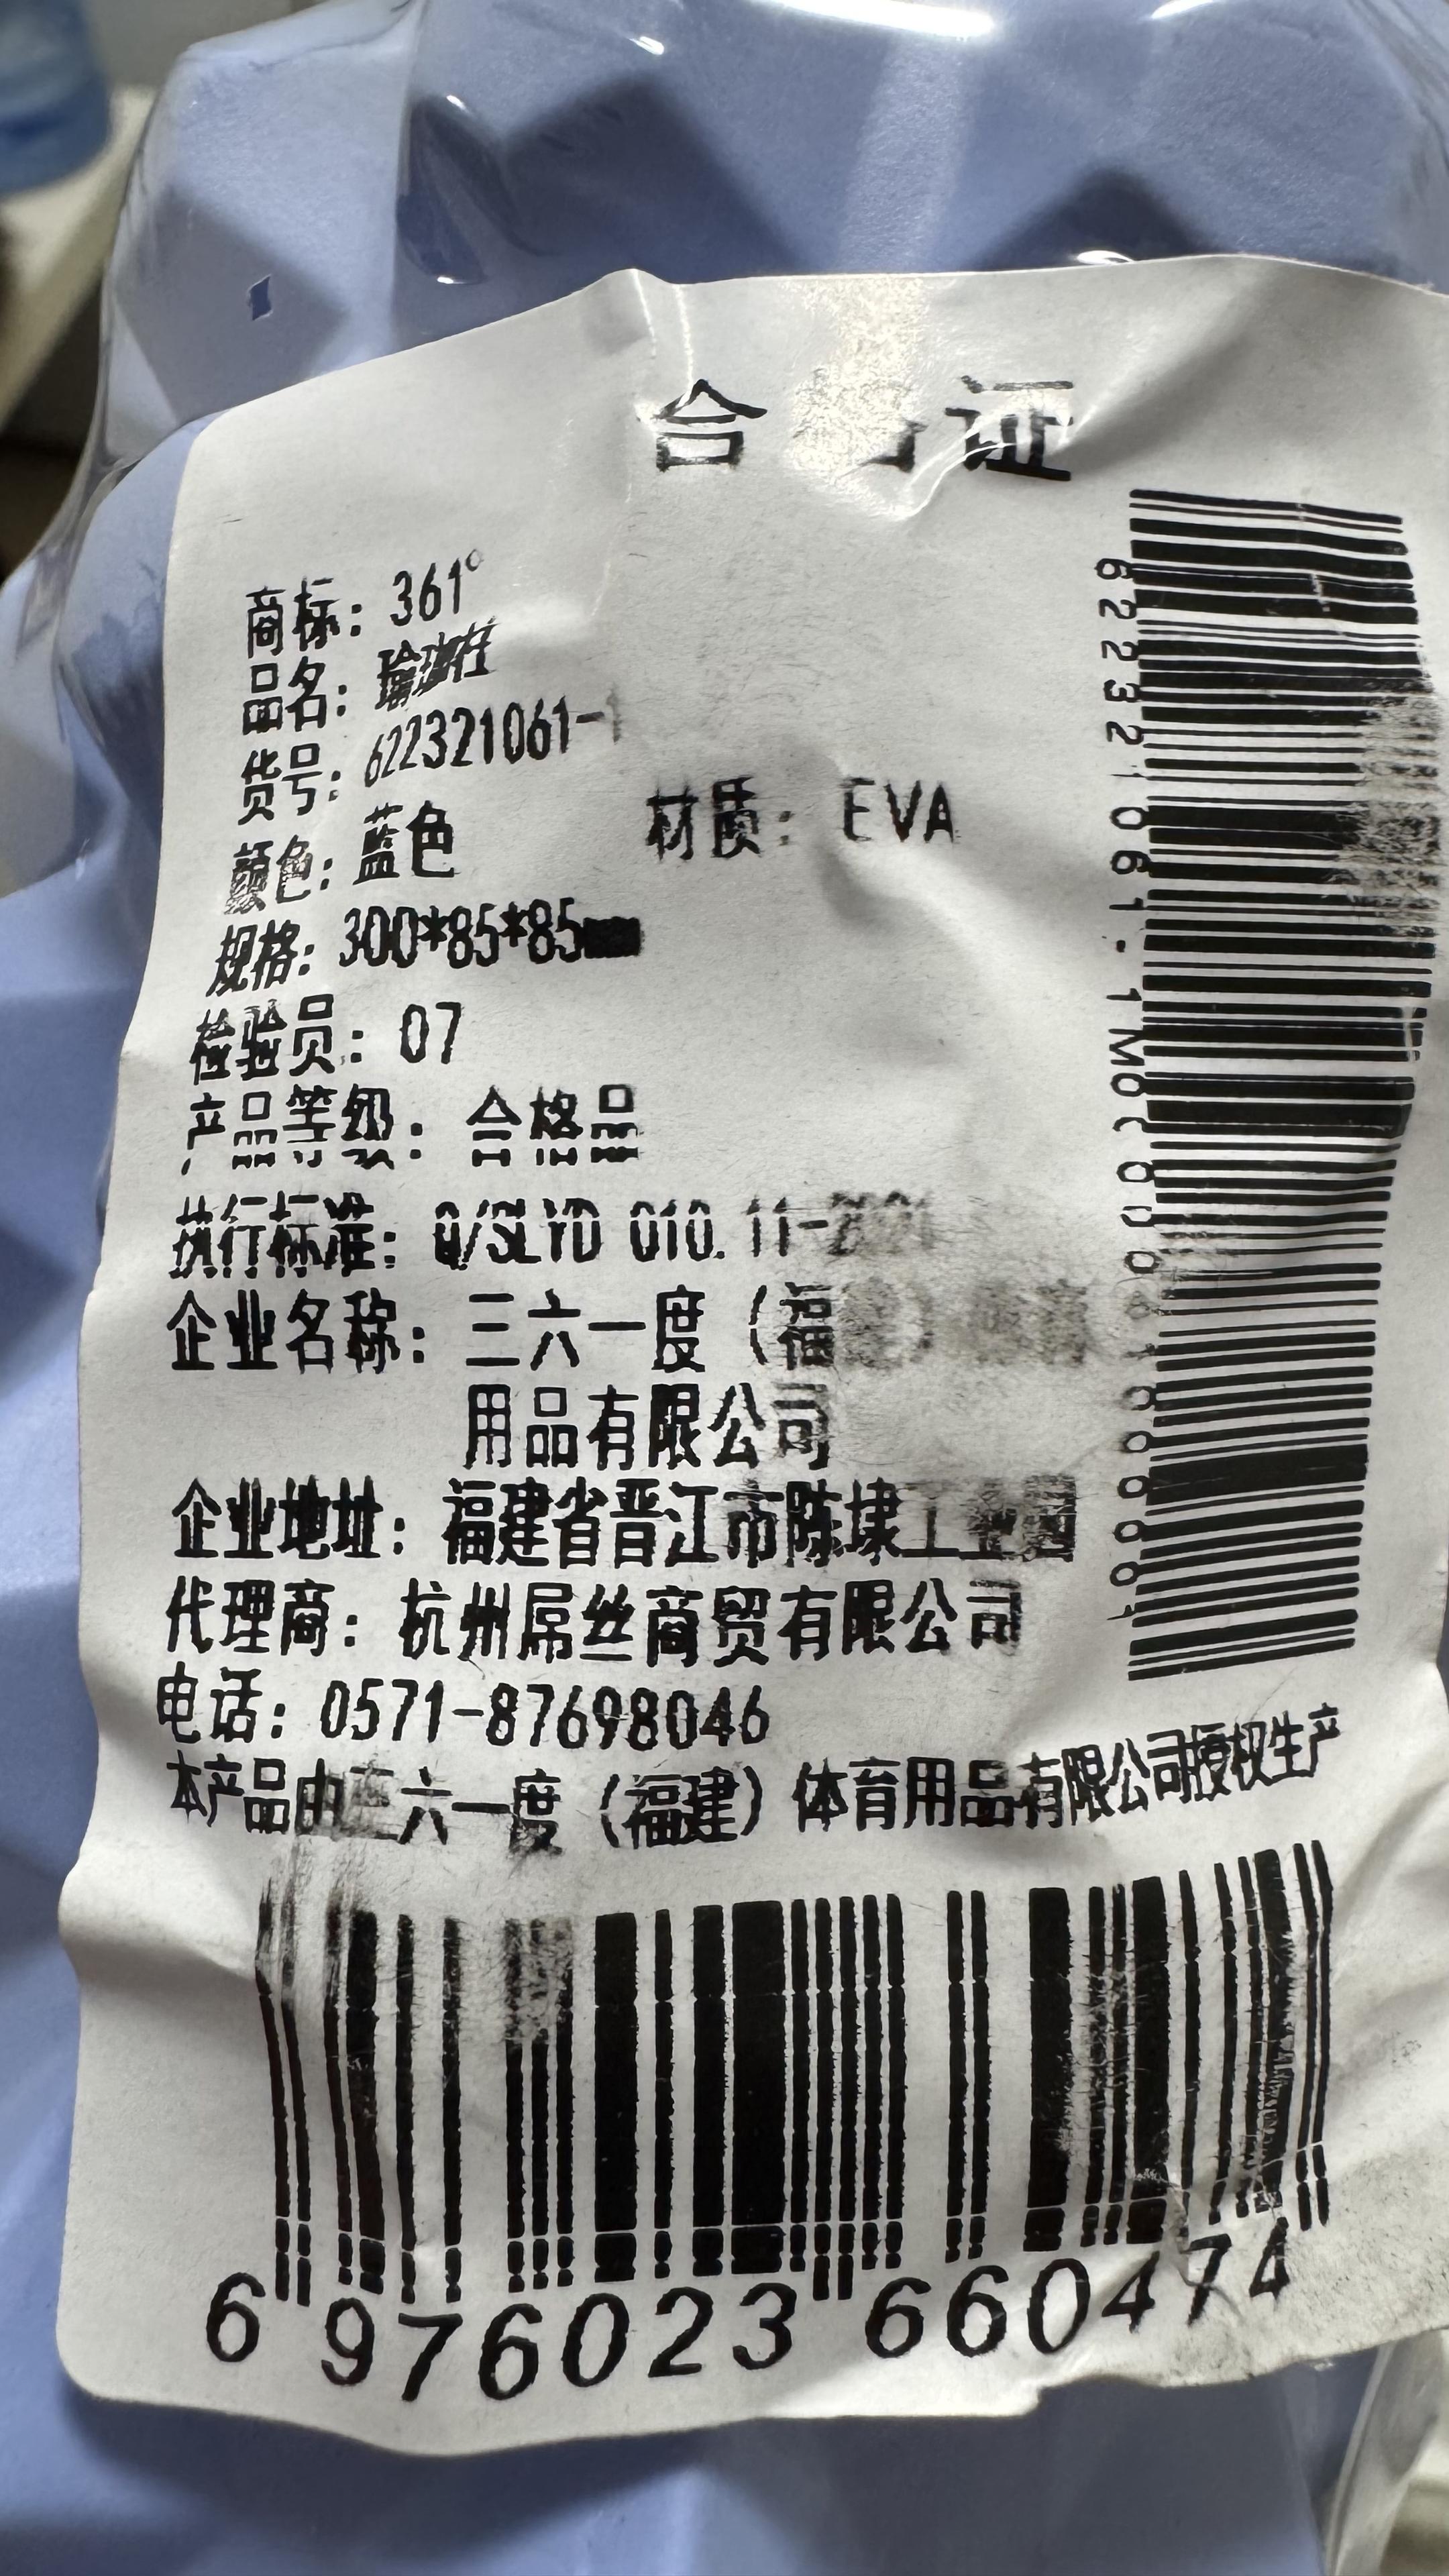 合 证
商标: 361°
品名: 瑜珈柱
货号: 622321061-1
颜色: 蓝色
材质: EVA
规格: 300*85*85mm
检验员: 07
产品等级: 合格品
执行标准: Q/SLYD 010.11-
企业名称: 三六一度 (福
用品有限公司
企业地址: 福建省晋江市陈埭工业园
代理商: 杭州屌丝商贸有限公司
电话: 0571-87698046
本产品由三六一度 (福建) 体育用品有限公司授权生产
6 976023 660474